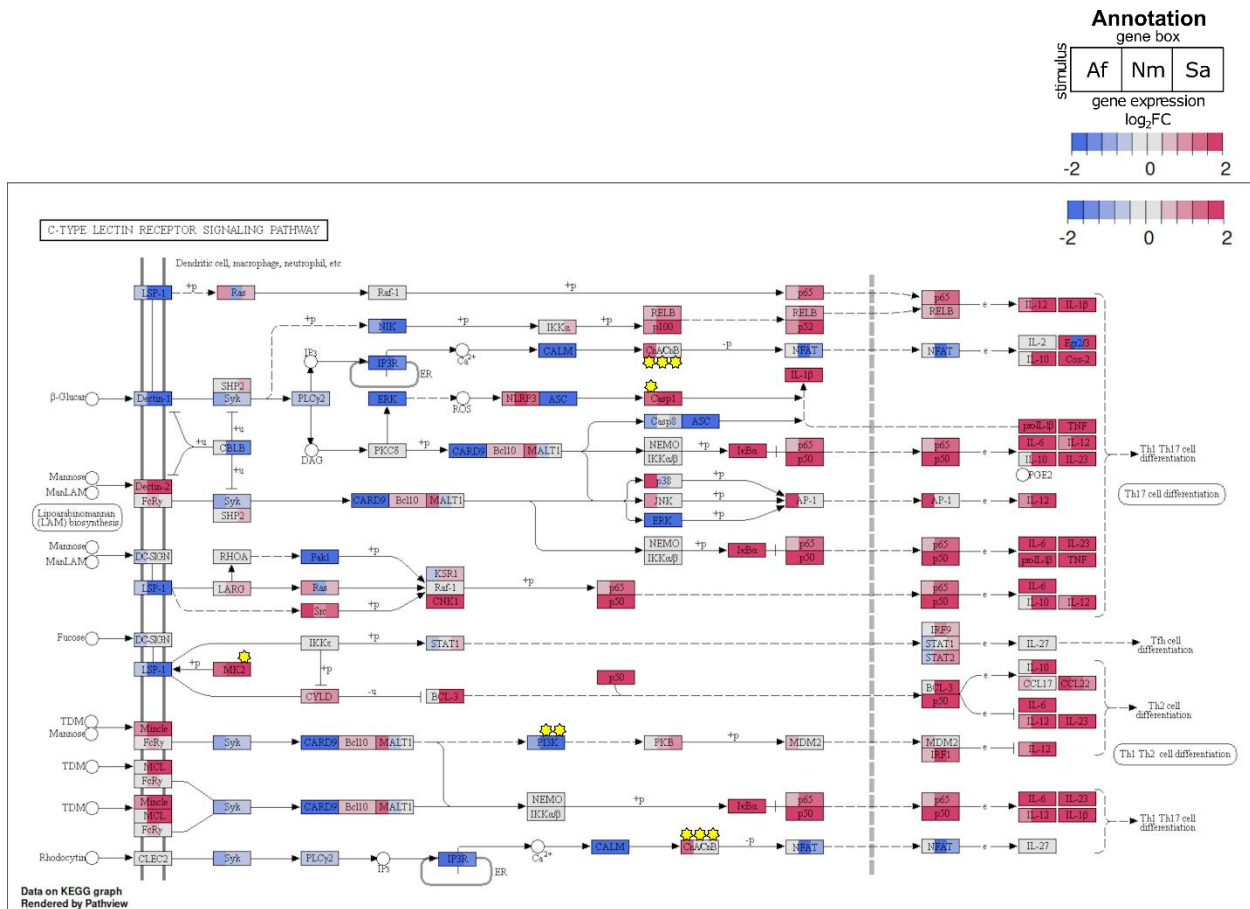 Annotation
gene box
stimulus
Af Nm Sa
gene expression
log2FC
-2 0 2
-2 0 2
C-TYPE LECTIN RECEPTOR SIGNALING PATHWAY
Dendritic cell, macrophage, neutrophil, etc
LSP-1 +p Ras Raf-1 +p p65 p65 RELB e IL-12 IL-1β
+p NIK +p IKKα +p RELB p100 RELB p52
IP3 IP3R ER Ca2+ CALM CnA/CnB -p NFAT NFAT e IL-2 Egr2/3
IL-10 Cox-2
IL-1β
β-Glucan Dectin-1 SHP2 Syk PLCγ2 ERK ROS NLRP3 ASC Casp1
+u +u CBLB +u
Casp8 ASC
proIL-1β TNF
DAG PKCδ +p CARD9 Bcl10 MALT1 NEMO IKKα/β +p IκBα p65 p50 p65 p50 e IL-6 IL-12
IL-10 IL-23
PGE2
Th1 Th17 cell
differentiation
Mannose
ManLAM
Dectin-2
FcRγ
Syk
SHP2
CARD9 Bcl10 MALT1
p38 +p
JNK +p AP-1 AP-1 e IL-12
ERK +p
Th17 cell differentiation
Lipoarabinomannan
(LAM) biosynthesis
Mannose
ManLAM
DC-SIGN RHOA Pak1 +p
NEMO IKKα/β +p IκBα p65 p50 p65 p50 e IL-6 IL-23
proIL-1β TNF
LSP-1 LARG Ras KSR1 Raf-1 CNK1 +p p65 p50 p65 p50 e IL-6
IL-10 IL-12
Src +p
Fucose DC-SIGN IKKε +p STAT1 IRF9 STAT1 STAT2 e IL-27 Tfh cell
differentiation
LSP-1 +p MK2 +p
CYLD -u BCL-3 p50 BCL-3 p50
e IL-10
CCL17 CCL22
e IL-6
IL-12 IL-23
Th2 cell
differentiation
TDM
Mannose
Mincle
FcRγ
Syk CARD9 Bcl10 MALT1 PI3K PKB +p MDM2 MDM2 IRF1 e IL-12
Th1 Th2 cell differentiation
TDM MCL
FcRγ
TDM Mincle
MCL
FcRγ
Syk CARD9 Bcl10 MALT1 NEMO IKKα/β +p IκBα p65 p50 p65 p50 e IL-6 IL-23
IL-12 IL-1β
Th1 Th17 cell
differentiation
Rhodocytin CLEC2 Syk PLCγ2 IP3 IP3R ER Ca2+ CALM CnA/CnB -p NFAT NFAT e IL-27
Data on KEGG graph
Rendered by Pathview